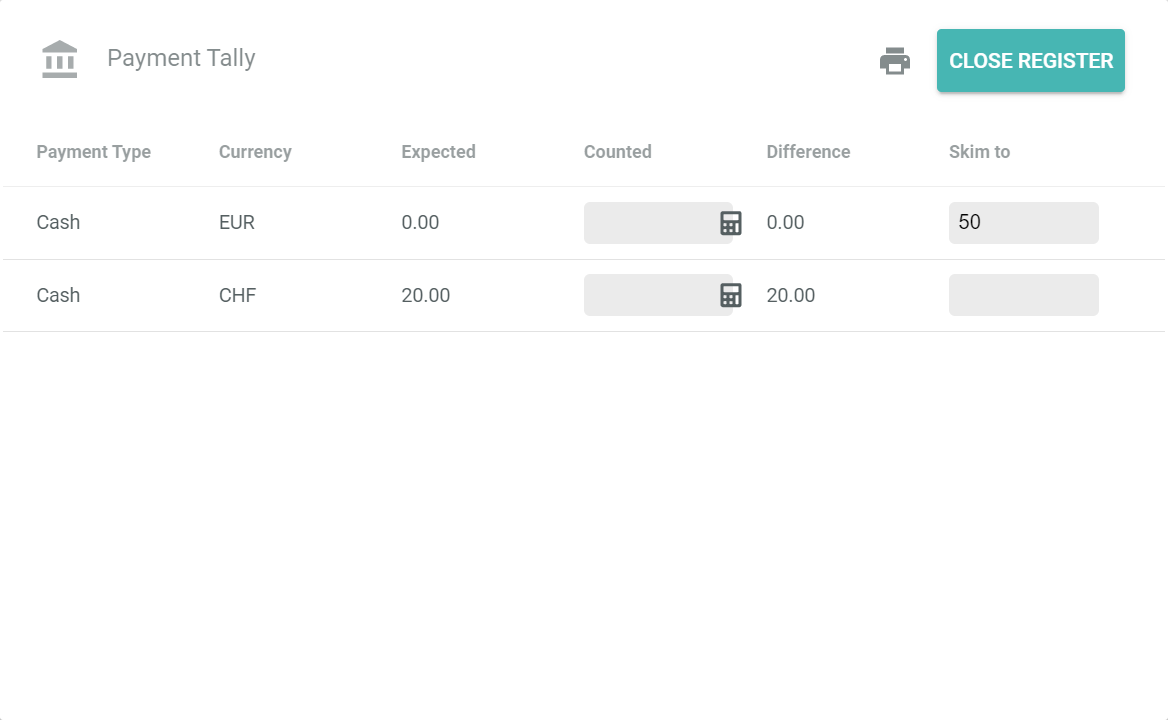 Payment Tally
CLOSE REGISTER
Payment Type Currency Expected Counted Difference Skim to
Cash EUR 0.00 0.00 50
Cash CHF 20.00 20.00